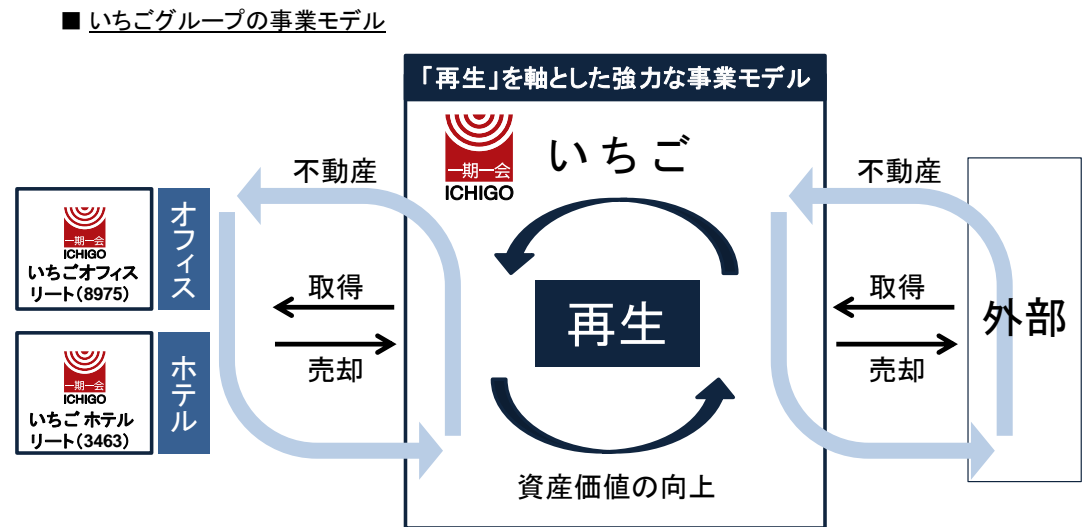 ■ いちごグループの事業モデル
「再生」を軸とした強力な事業モデル
一期一会
ICHIGO
いちご
不動産
不動産
一期一会
ICHIGO
いちごオフィス
リート(8975)
オフィス
取得
売却
再生
取得
売却
外部
一期一会
ICHIGO
いちご ホテル
リート(3463)
ホテル
資産価値の向上